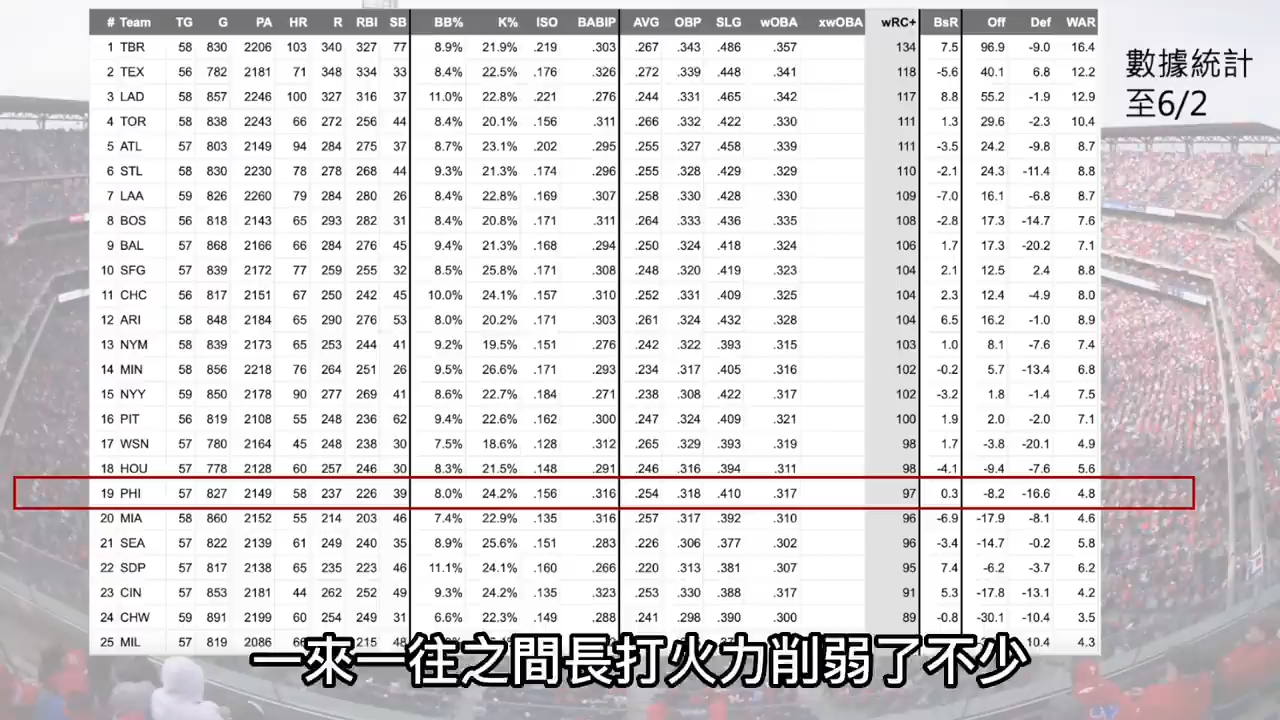 # Team TG G PA HR R RBI SB BB% K% ISO BABIP AVG OBP SLG wOBA xwOBA wRC+ BsR Off Def WAR
1 TBR 58 830 2206 103 340 327 77 8.9% 21.9% .219 .303 .267 .343 .486 .357 134 7.5 96.9 -9.0 16.4
2 TEX 56 782 2181 71 348 334 33 8.4% 22.5% .176 .326 .272 .339 .448 .341 118 -5.6 40.1 6.8 12.2
3 LAD 58 857 2246 100 327 316 37 11.0% 22.8% .221 .276 .244 .331 .465 .342 117 8.8 55.2 -1.9 12.9
4 TOR 58 838 2243 66 272 256 44 8.4% 20.1% .156 .311 .266 .332 .422 .330 111 1.3 29.6 -2.3 10.4
5 ATL 57 803 2149 94 284 275 37 8.7% 23.1% .202 .295 .255 .327 .458 .339 111 -3.5 24.2 -9.8 8.7
6 STL 58 830 2230 78 278 268 44 9.3% 21.3% .174 .296 .255 .328 .429 .329 110 -2.1 24.3 -11.4 8.8
7 LAA 59 826 2260 79 284 280 26 8.4% 22.8% .169 .307 .258 .330 .428 .330 109 -7.0 16.1 -6.8 8.7
8 BOS 56 818 2143 65 293 282 31 8.4% 20.8% .171 .311 .264 .333 .436 .335 108 -2.8 17.3 -14.7 7.6
9 BAL 57 868 2166 66 284 276 45 9.4% 21.3% .168 .294 .250 .324 .418 .324 106 1.7 17.3 -20.2 7.1
10 SFG 57 839 2172 77 259 255 32 8.5% 25.8% .171 .308 .248 .320 .419 .323 104 2.1 12.5 2.4 8.8
11 CHC 56 817 2151 67 250 242 45 10.0% 24.1% .157 .310 .252 .331 .409 .325 104 2.3 12.4 -4.9 8.0
12 ARI 58 848 2184 65 290 276 53 8.0% 20.2% .171 .303 .261 .324 .432 .328 104 6.5 16.2 -1.0 8.9
13 NYM 58 839 2173 65 253 244 41 9.2% 19.5% .151 .276 .242 .322 .393 .315 103 1.0 8.1 -7.6 7.4
14 MIN 58 856 2218 76 264 251 26 9.5% 26.6% .171 .293 .234 .317 .405 .316 102 -0.2 5.7 -13.4 6.8
15 NYY 59 850 2178 90 277 269 41 8.6% 22.7% .184 .271 .238 .308 .422 .317 102 -3.2 1.8 -1.4 7.5
16 PIT 56 819 2108 55 248 236 62 9.4% 22.6% .162 .300 .247 .324 .409 .321 100 1.9 2.0 -2.0 7.1
17 WSN 57 780 2164 45 248 238 30 7.5% 18.6% .128 .312 .265 .329 .393 .319 98 1.7 -3.8 -20.1 4.9
18 HOU 57 778 2128 60 257 246 30 8.3% 21.5% .148 .291 .246 .316 .394 .311 98 -4.1 -9.4 -7.6 5.6
19 PHI 57 827 2149 58 237 226 39 8.0% 24.2% .156 .316 .254 .318 .410 .317 97 0.3 -8.2 -16.6 4.8
20 MIA 58 860 2152 55 214 203 46 7.4% 22.9% .135 .316 .257 .317 .392 .310 96 -6.9 -17.9 -8.1 4.6
21 SEA 57 822 2139 61 249 240 35 8.9% 25.6% .151 .283 .226 .306 .377 .302 96 -3.4 -14.7 -0.2 5.8
22 SDP 57 817 2138 65 235 223 46 11.1% 24.1% .160 .266 .220 .313 .381 .307 95 7.4 -6.2 -3.7 6.2
23 CIN 57 853 2181 44 262 252 49 9.3% 24.2% .135 .323 .253 .330 .388 .317 91 5.3 -17.8 -13.1 4.2
24 CHW 59 891 2199 60 254 249 31 6.6% 22.3% .149 .288 .241 .298 .390 .300 89 -0.8 -30.1 -10.4 3.5
25 MIL 57 819 2086 215 48 10.4 4.3
數據統計
至6/2
一來一往之間長打火力削弱了不少